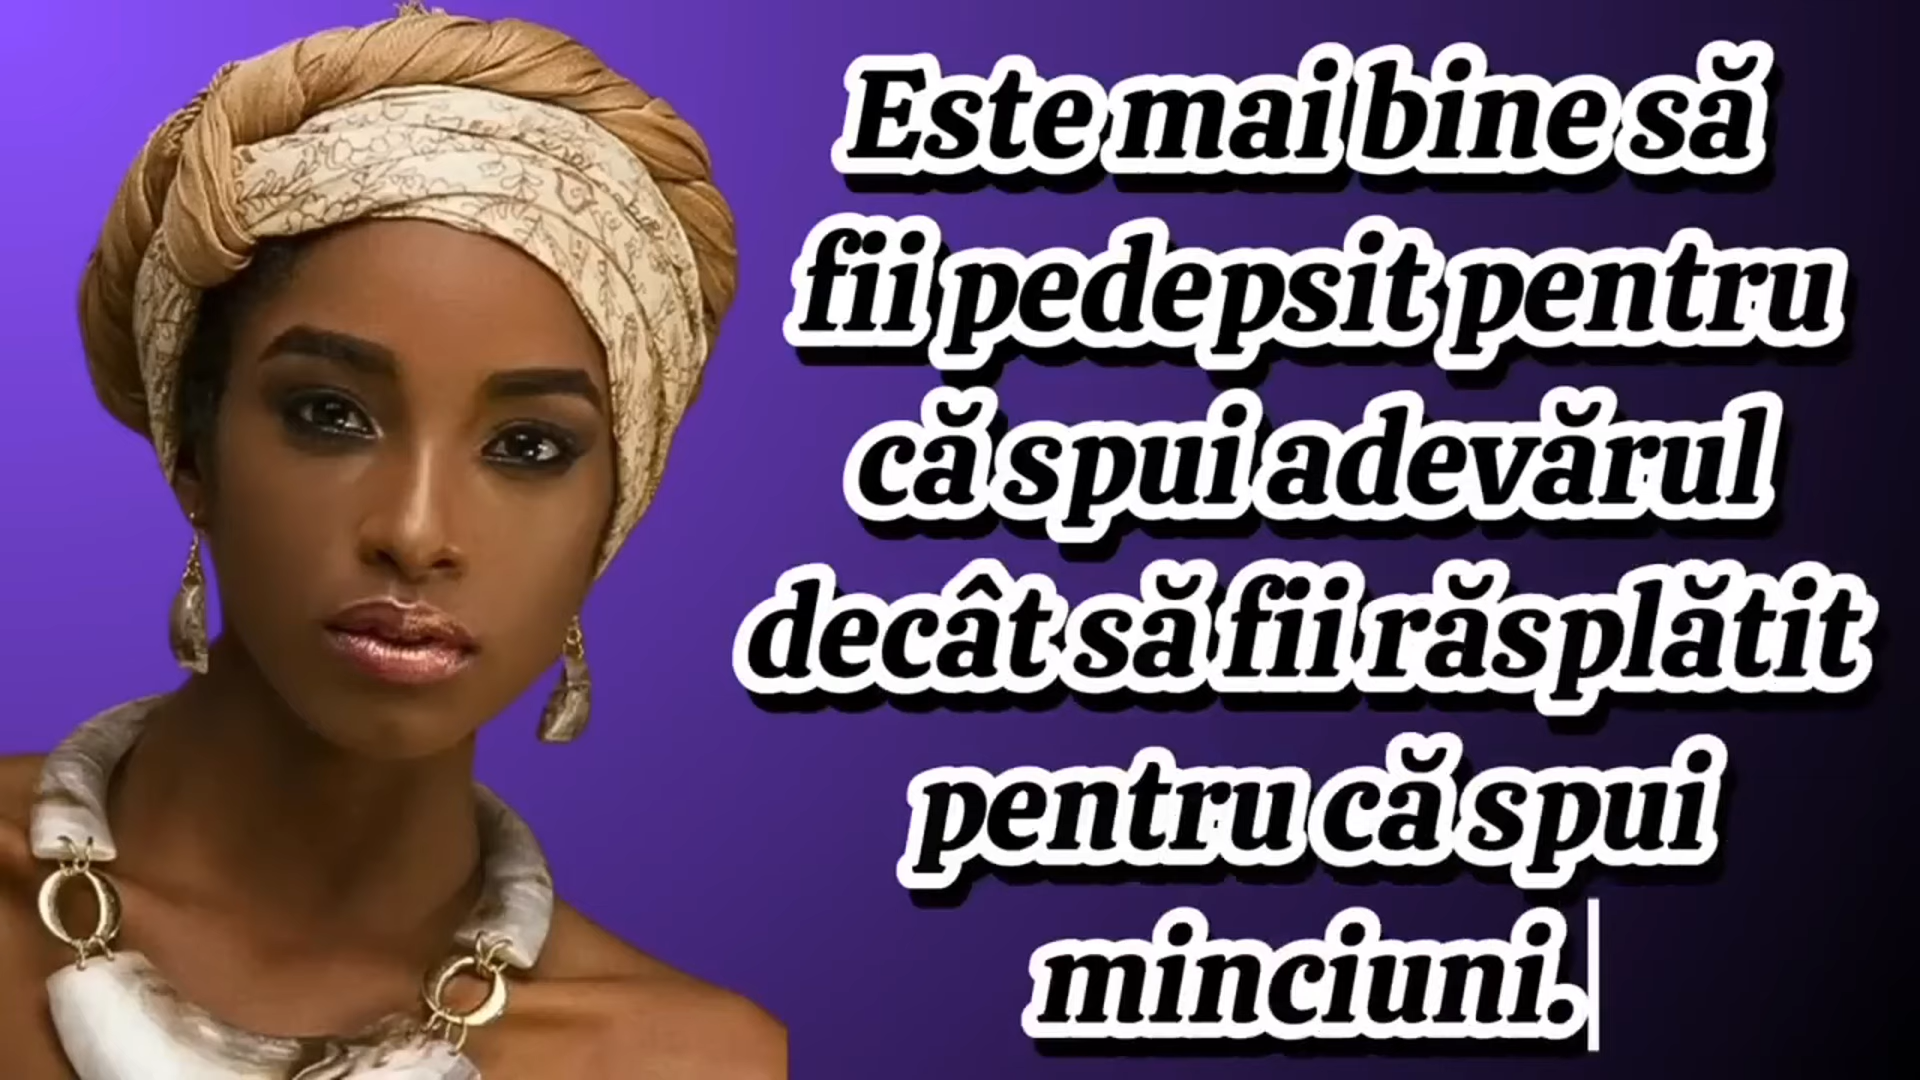 Este mai bine să
fii pedepsit pentru
că spui adevărul
decât să fii răsplătit
pentru că spui
minciuni.